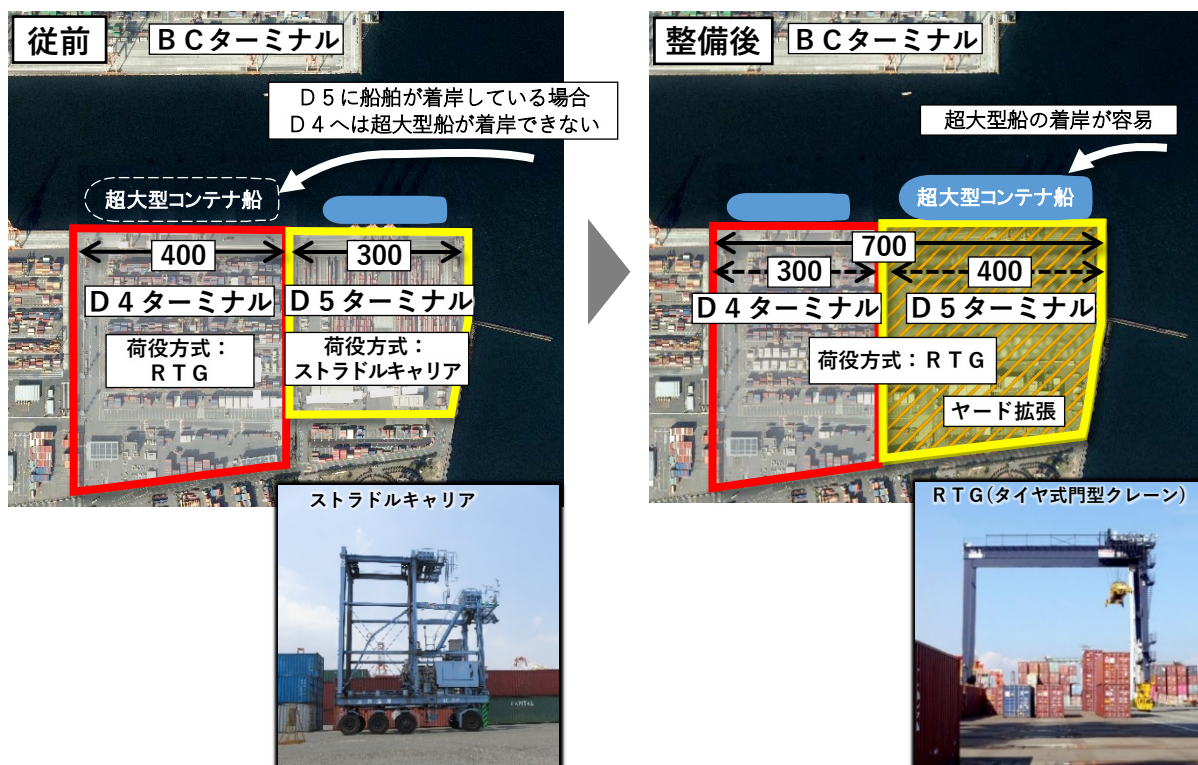 従前
ＢＣターミナル
Ｄ５に船舶が着岸している場合
Ｄ４へは超大型船が着岸できない
超大型コンテナ船
400
300
Ｄ４ターミナル
Ｄ５ターミナル
荷役方式：
ＲＴＧ
荷役方式：
ストラドルキャリア
ストラドルキャリア
CAPITAL
整備後
ＢＣターミナル
超大型船の着岸が容易
超大型コンテナ船
700
300
400
Ｄ４ターミナル
Ｄ５ターミナル
荷役方式：ＲＴＧ
ヤード拡張
ＲＴＧ(タイヤ式門型クレーン)